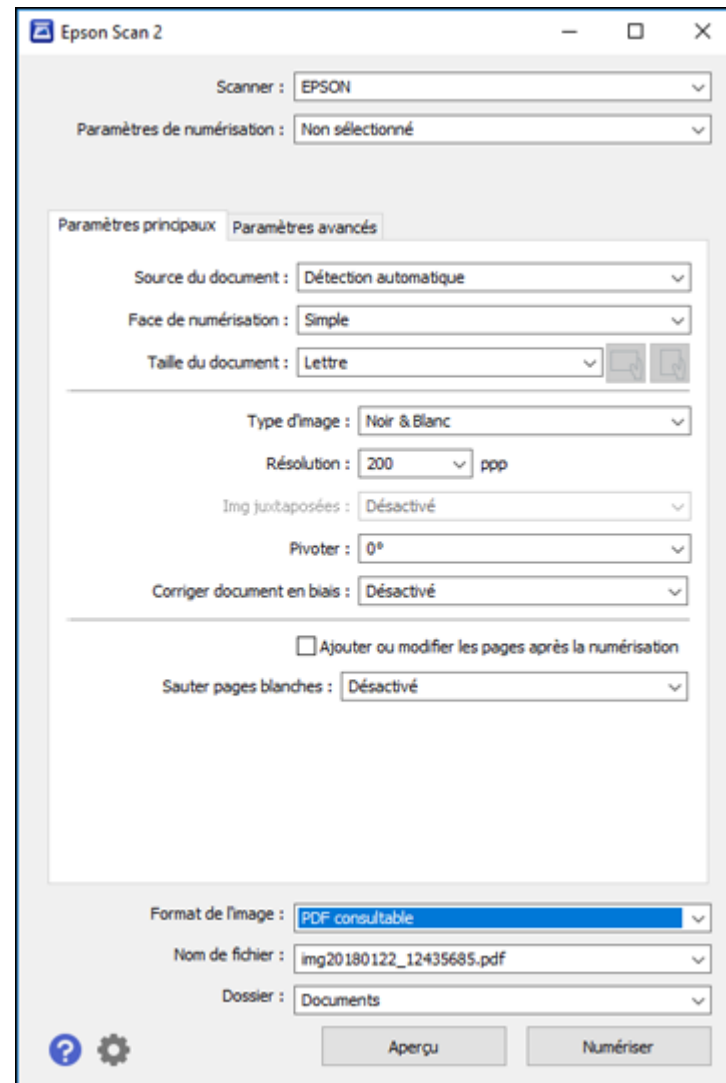 Epson Scan 2
Scanner : EPSON
Paramètres de numérisation : Non sélectionné
Paramètres principaux Paramètres avancés
Source du document : Détection automatique
Face de numérisation : Simple
Taille du document : Lettre
Type d'image : Noir & Blanc
Résolution : 200 ppp
Img juxtaposées : Désactivé
Pivoter : 0°
Corriger document en biais : Désactivé
Ajouter ou modifier les pages après la numérisation
Sauter pages blanches : Désactivé
Format de l'image : PDF consultable
Nom de fichier : img20180122_12435685.pdf
Dossier : Documents
? Aperçu Numériser